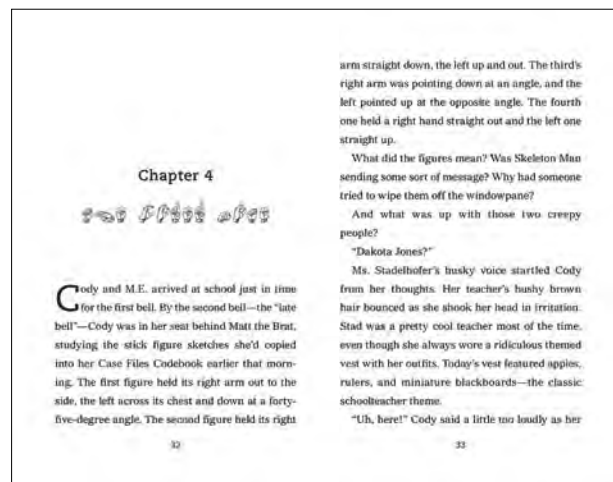 Chapter 4
Cody and M.E. arrived at school just in time
for the first bell. By the second bell—the "late
bell"—Cody was in her seat behind Matt the Brat,
studying the stick figure sketches she'd copied
into her Case Files Codebook earlier that morn-
ing. The first figure held its right arm out to the
side, the left across its chest and down at a forty-
five-degree angle. The second figure held its right
32
arm straight down, the left up and out. The third's
right arm was pointing down at an angle, and the
left pointed up at the opposite angle. The fourth
one held a right hand straight out and the left one
straight up.
What did the figures mean? Was Skeleton Man
sending some sort of message? Why had someone
tried to wipe them off the windowpane?
And what was up with those two creepy
people?
"Dakota Jones?"
Ms. Stadelhofer's husky voice startled Cody
from her thoughts. Her teacher's bushy brown
hair bounced as she shook her head in irritation.
Stad was a pretty cool teacher most of the time,
even though she always wore a ridiculous themed
vest with her outfits. Today's vest featured apples,
rulers, and miniature blackboards—the classic
schoolteacher theme.
"Uh, here!" Cody said a little too loudly as her
33